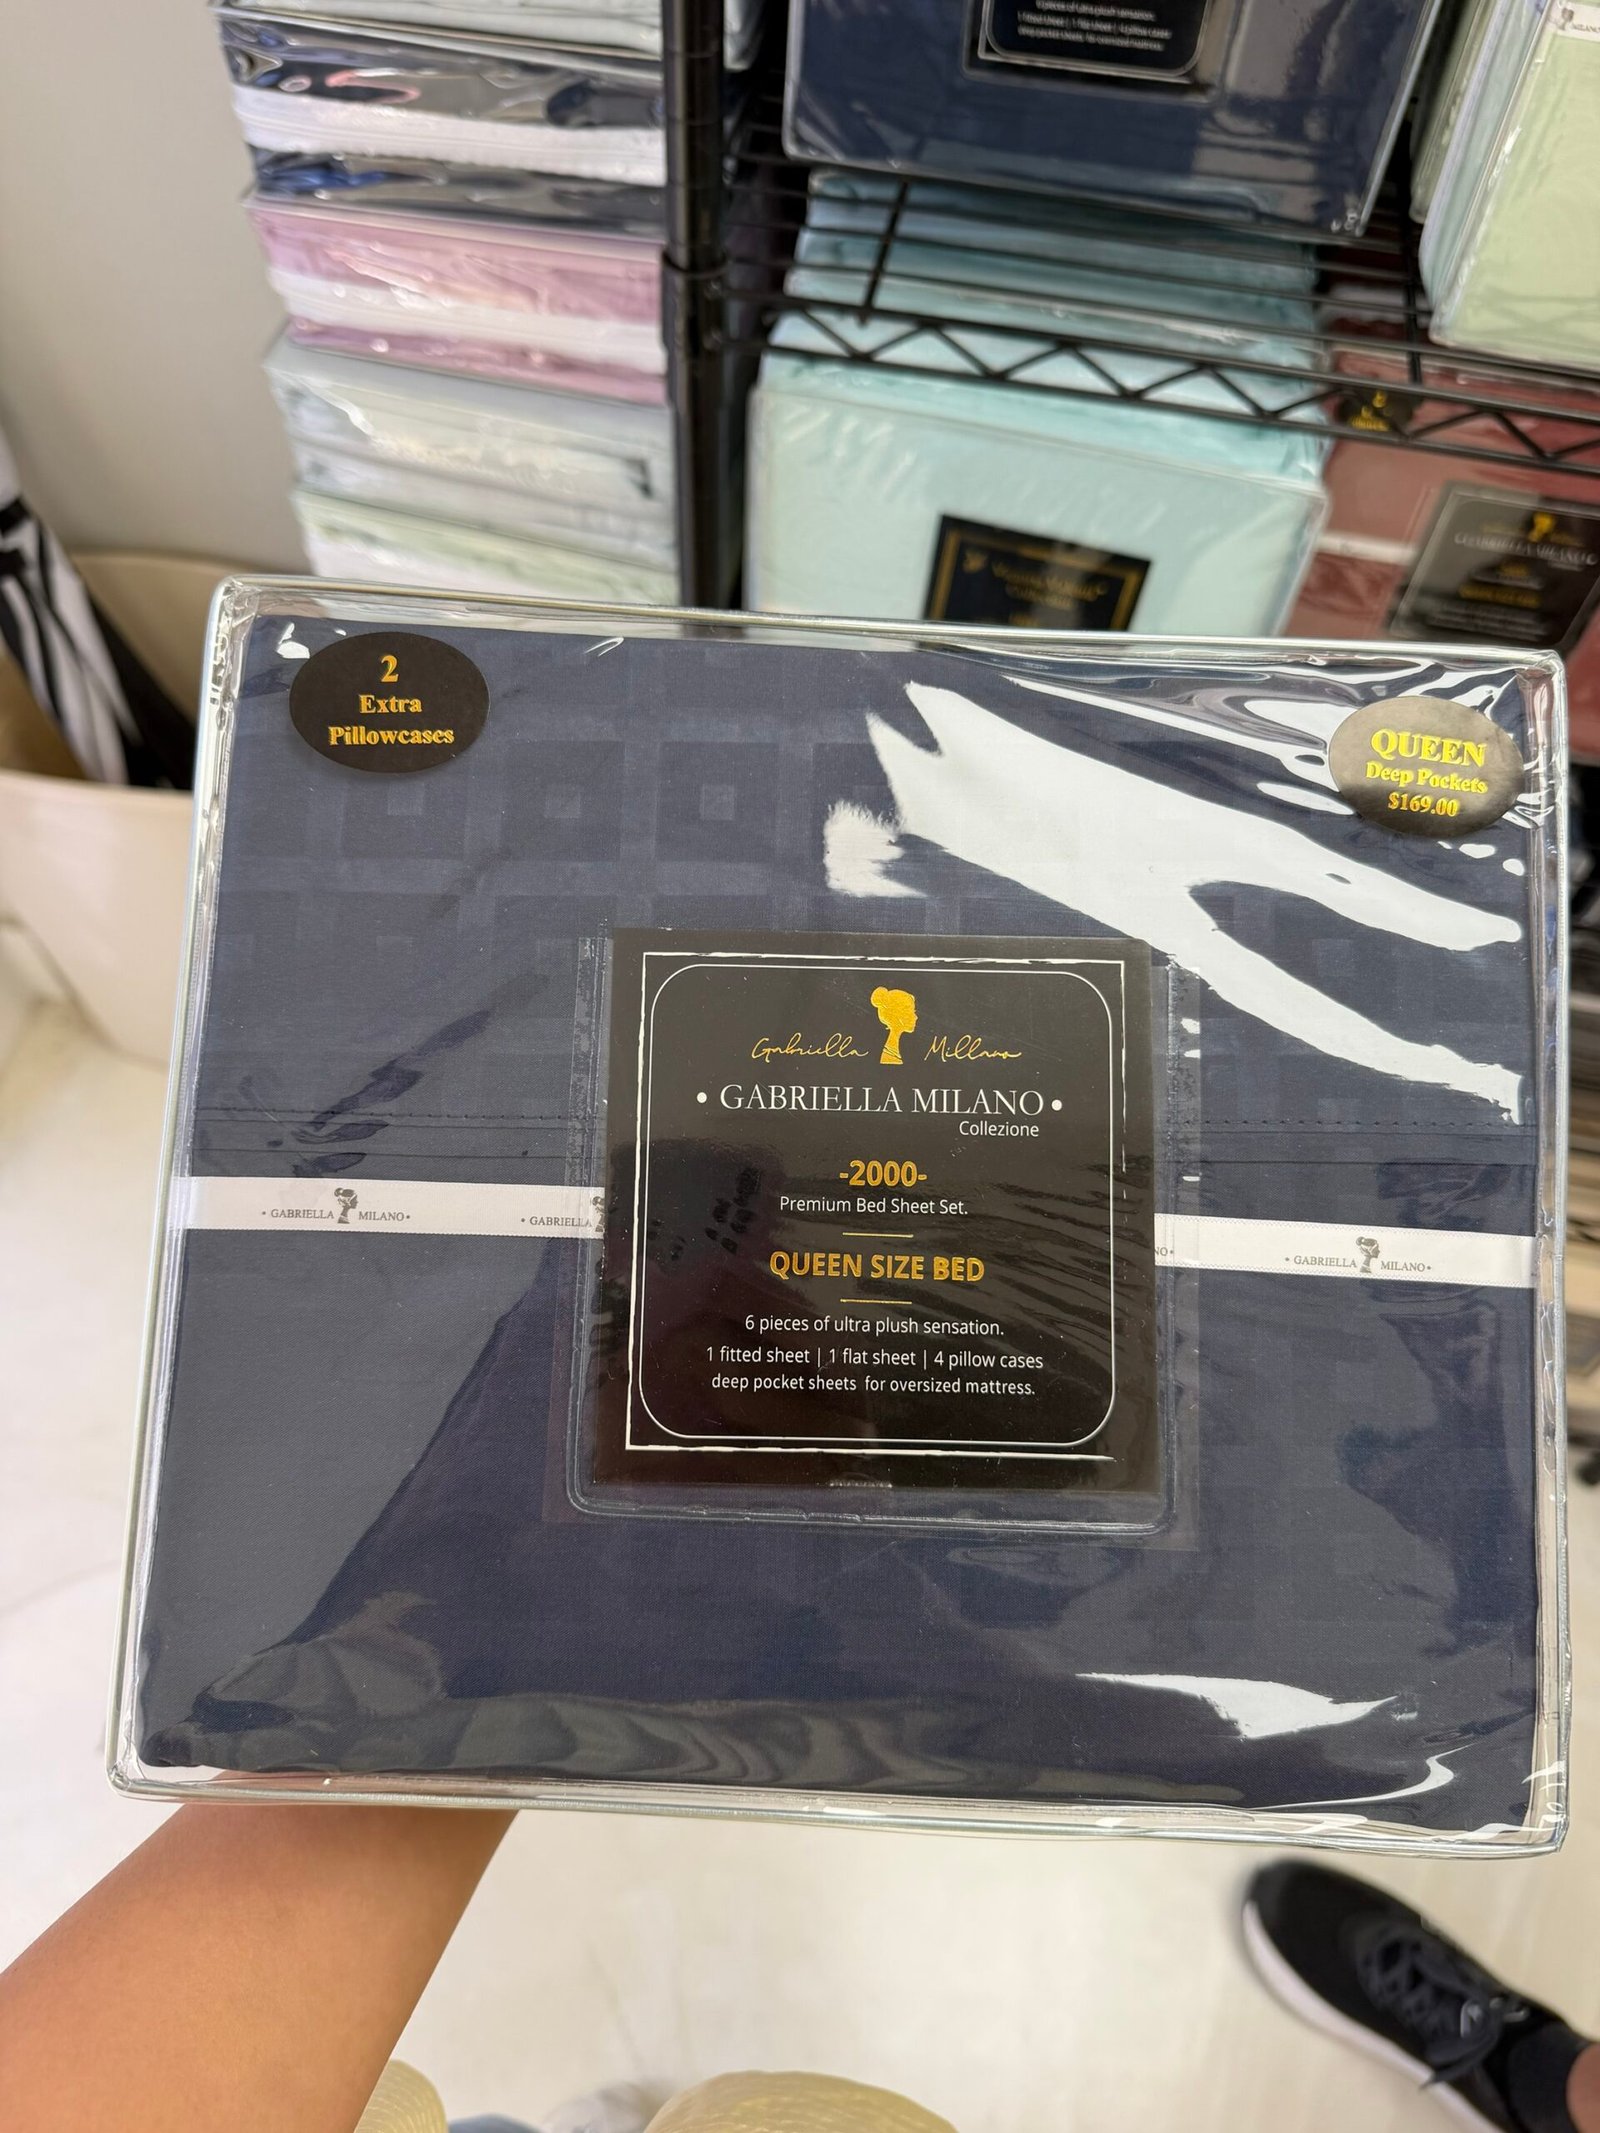 2
Extra
Pillowcases
QUEEN
Deep Pockets
$169.00
Gabriella Millano
• GABRIELLA MILANO •
Collezione
-2000-
Premium Bed Sheet Set.
QUEEN SIZE BED
6 pieces of ultra plush sensation.
1 fitted sheet | 1 flat sheet | 4 pillow cases
deep pocket sheets for oversized mattress.
• GABRIELLA MILANO •
• GABRIELLA
• GABRIELLA MILANO •
GABRIELLA MILANO